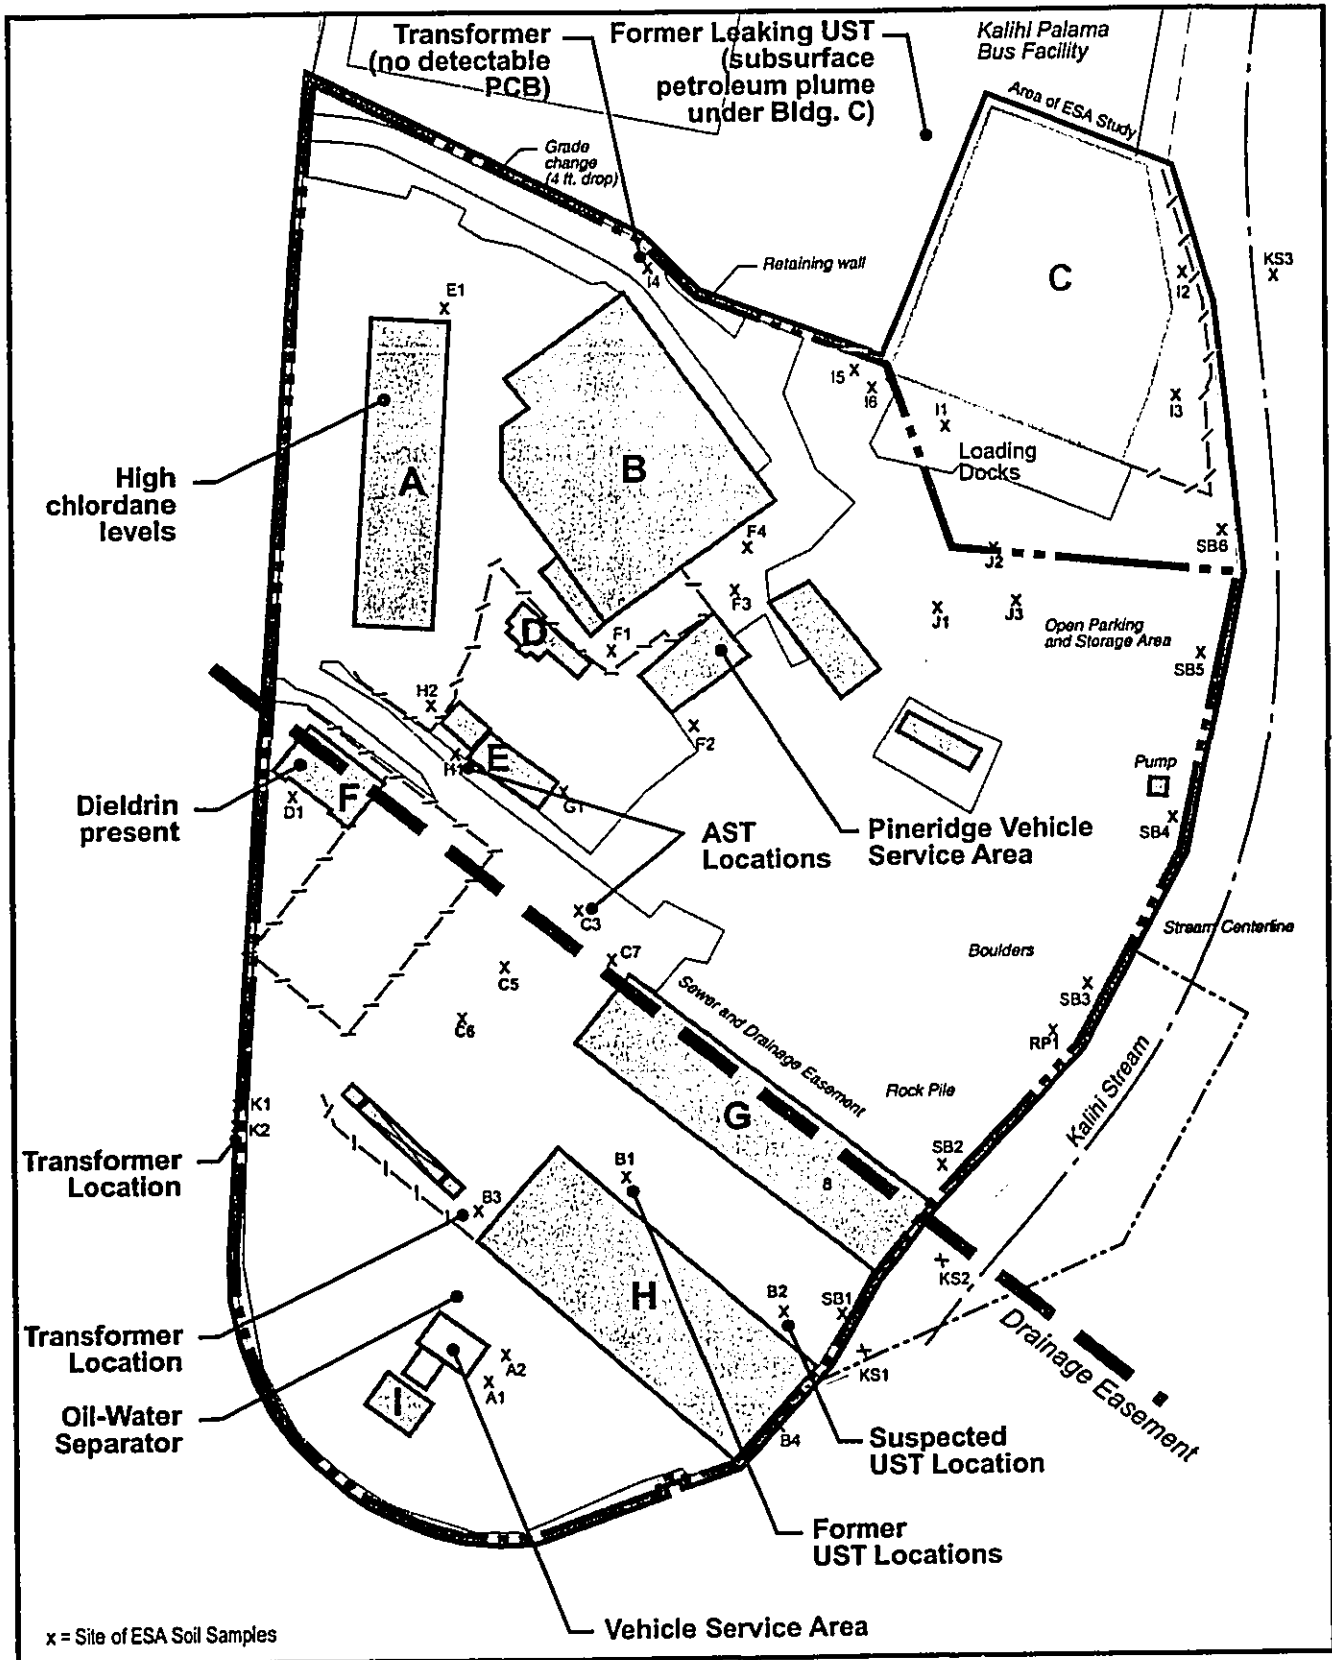 Transformer
(no detectable
PCB)
Former Leaking UST
(subsurface
petroleum plume
under Bldg. C)
Kalihi Palama
Bus Facility
Area of ESA Study
Grade
change
(4 ft. drop)
Retaining wall
I4
C
I2
KS3
E1
I5
I6
I1
I3
Loading
Docks
A
B
High
chlordane
levels
F4
J2
SB6
F3
J1
J3
Open Parking
and Storage Area
D
F1
SB5
H2
F2
E
H1
Pump
G1
F
D1
Dieldrin
present
SB4
AST
Locations
Pineridge Vehicle
Service Area
C3
Stream Centerline
C7
Boulders
C5
SB3
C6
Sewer and Drainage Easement
RP1
Kalihi Stream
Rock Pile
K1
K2
G
Transformer
Location
B1
SB2
8
B3
KS2
H
B2
SB1
Drainage Easement
Transformer
Location
A2
KS1
A1
I
Oil-Water
Separator
B4
Suspected
UST Location
Former
UST Locations
Vehicle Service Area
x = Site of ESA Soil Samples